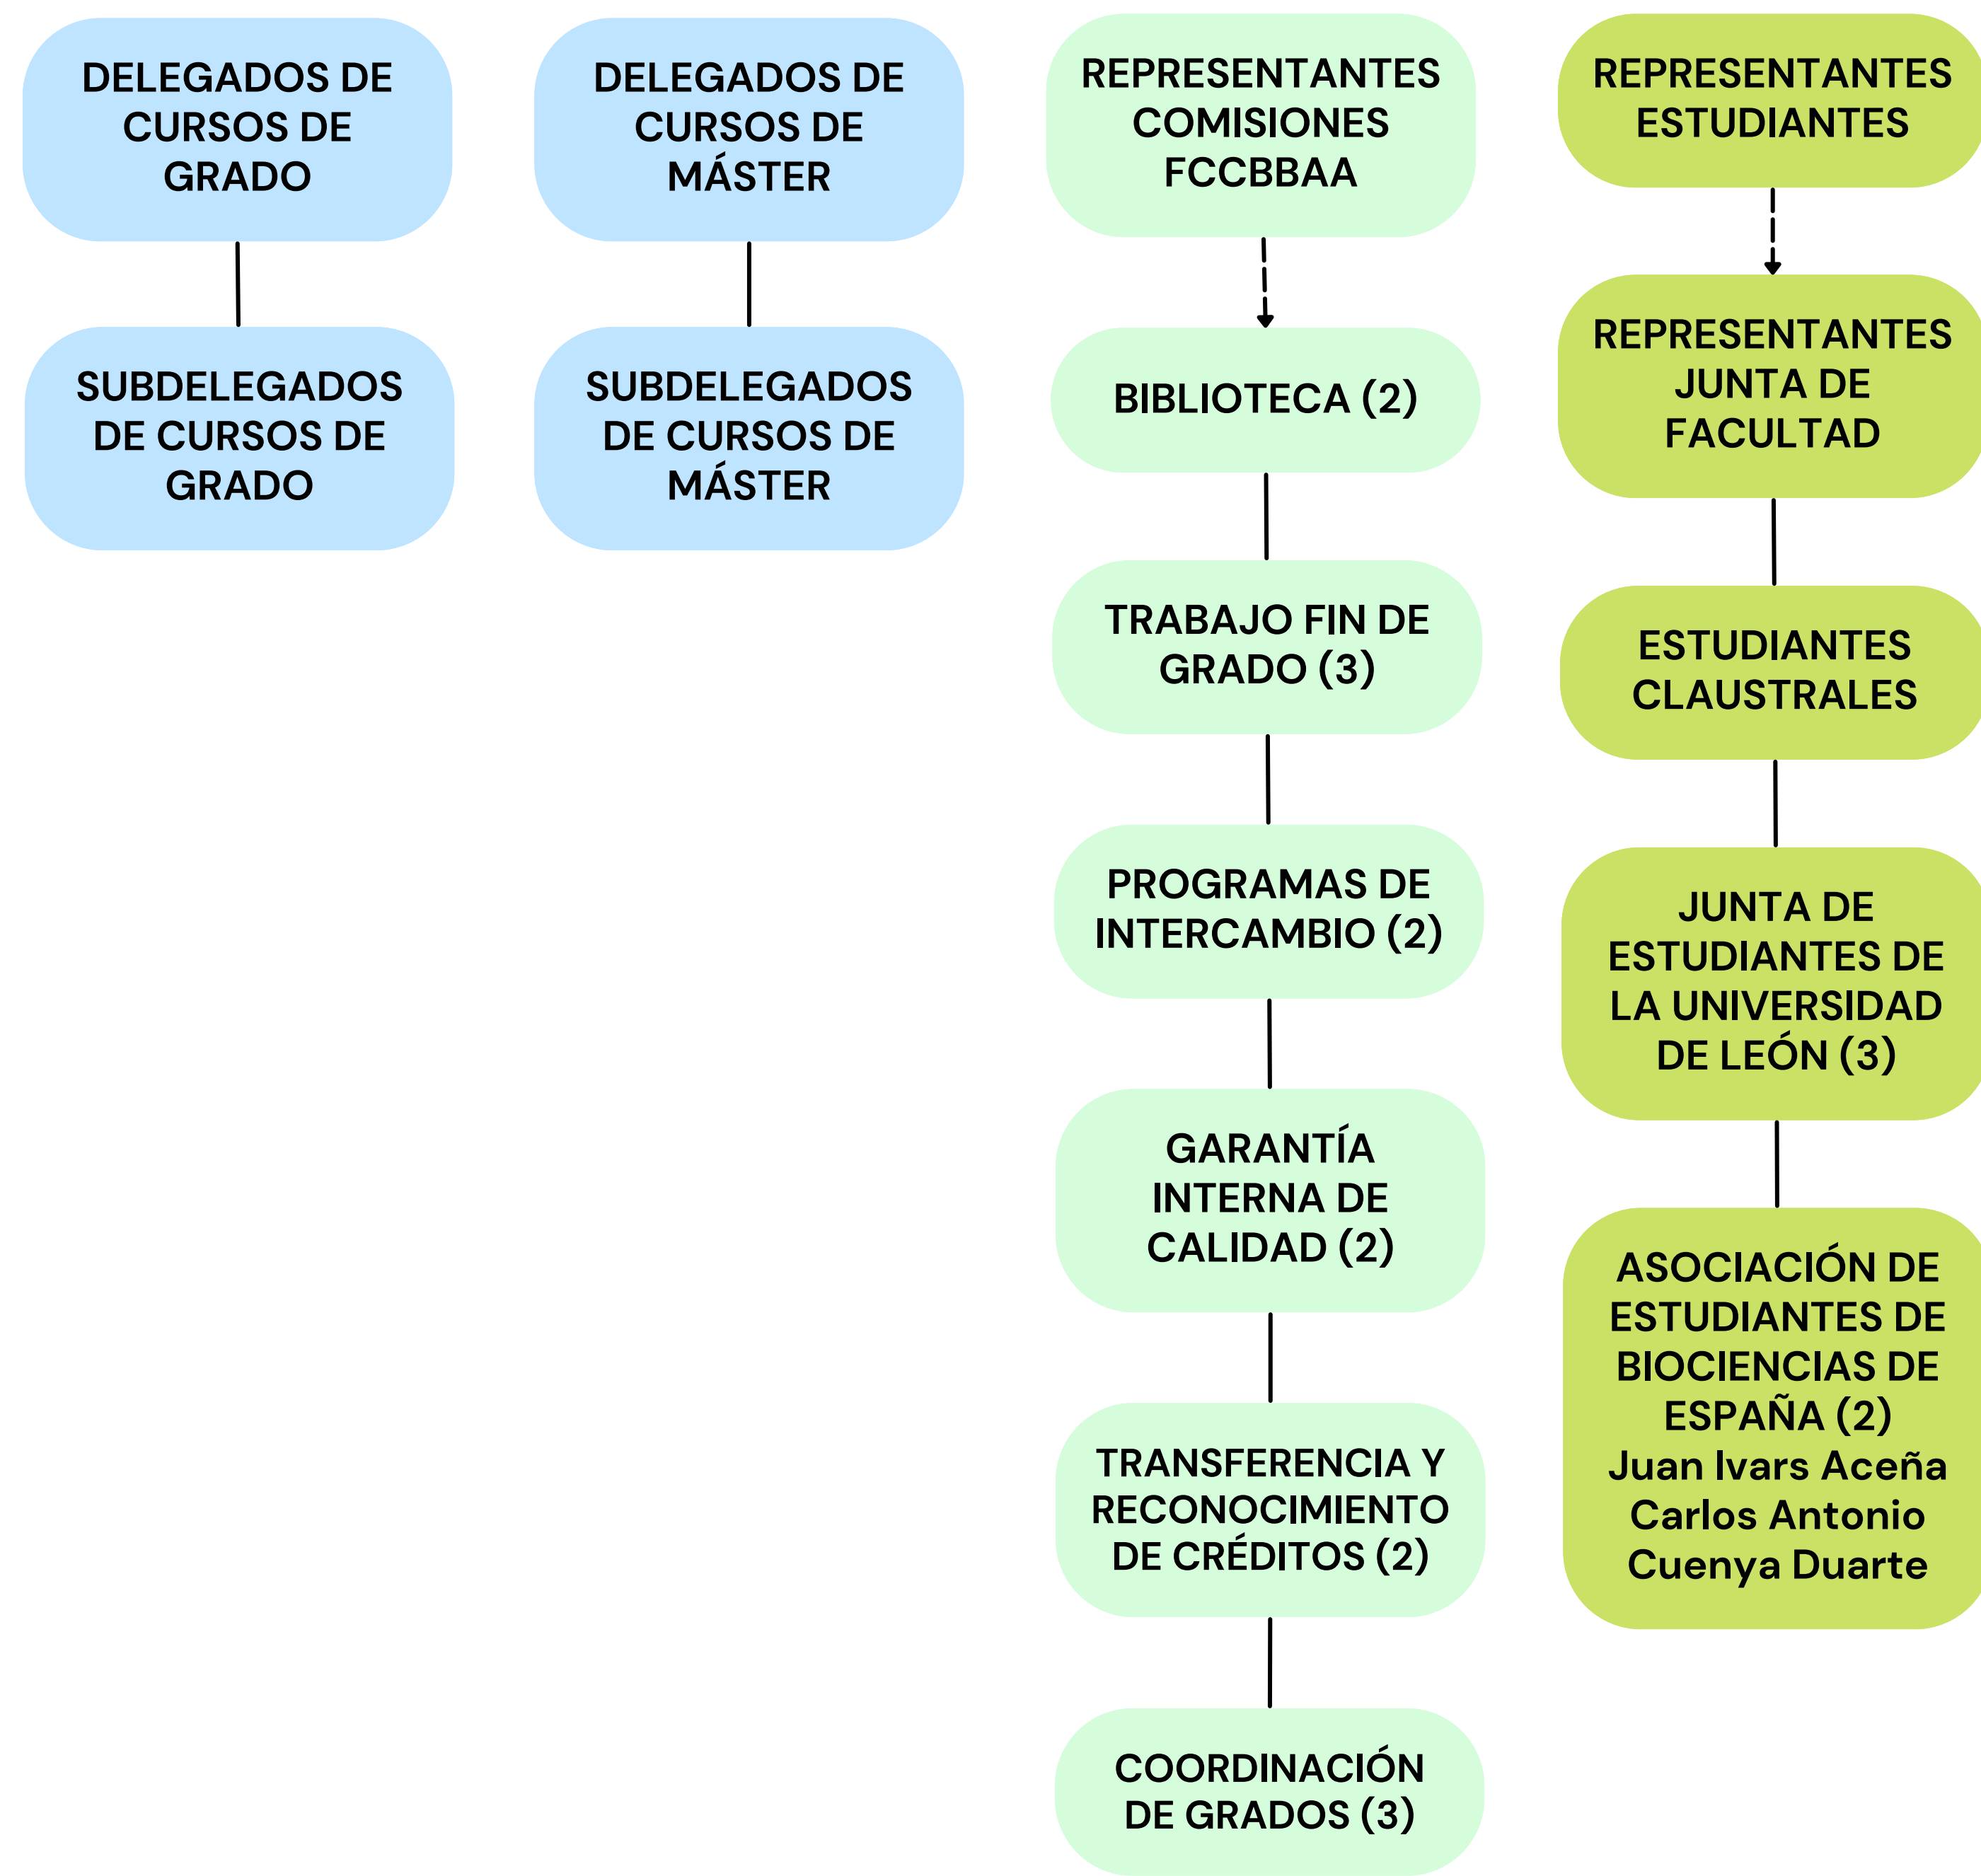 DELEGADOS DE
CURSOS DE
GRADO
SUBDELEGADOS
DE CURSOS DE
GRADO
DELEGADOS DE
CURSOS DE
MÁSTER
SUBDELEGADOS
DE CURSOS DE
MÁSTER
REPRESENTANTES
COMISIONES
FCCBBAA
BIBLIOTECA (2)
TRABAJO FIN DE
GRADO (3)
PROGRAMAS DE
INTERCAMBIO (2)
GARANTÍA
INTERNA DE
CALIDAD (2)
TRANSFERENCIA Y
RECONOCIMIENTO
DE CRÉDITOS (2)
COORDINACIÓN
DE GRADOS (3)
REPRESENTANTES
ESTUDIANTES
REPRESENTANTES
JUNTA DE
FACULTAD
ESTUDIANTES
CLAUSTRALES
JUNTA DE
ESTUDIANTES DE
LA UNIVERSIDAD
DE LEÓN (3)
ASOCIACIÓN DE
ESTUDIANTES DE
BIOCIENCIAS DE
ESPAÑA (2)
Juan Ivars Aceña
Carlos Antonio
Cuenya Duarte